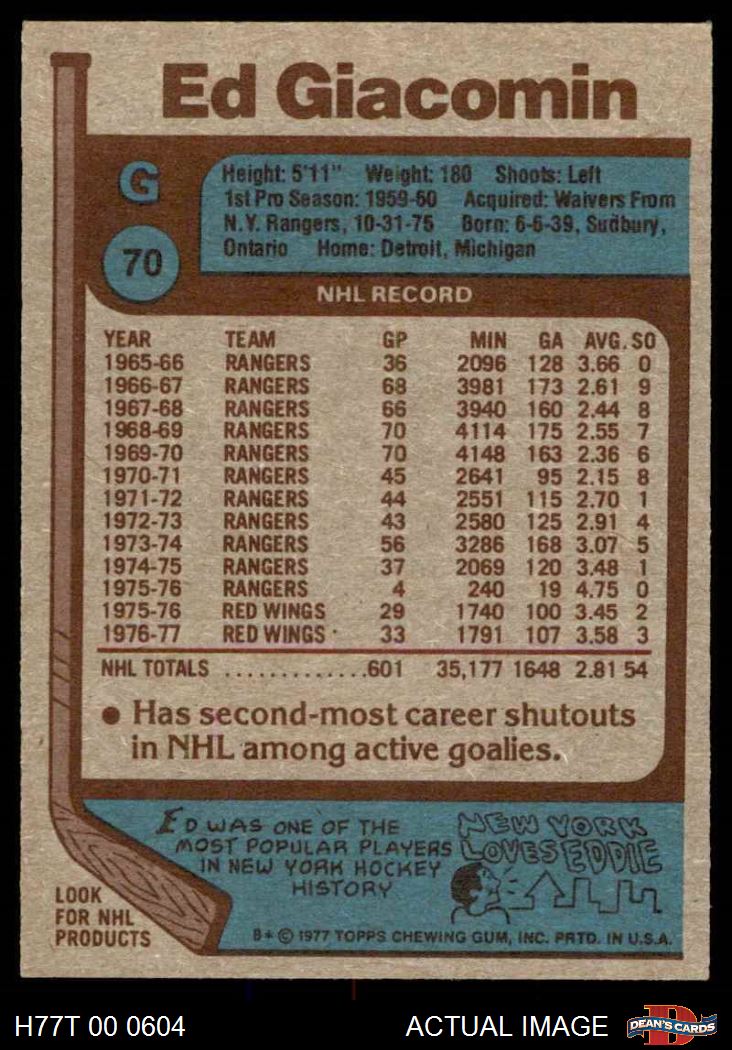 Ed Giacomin
G
70
Height: 5'11" Weight: 180 Shoots: Left
1st Pro Season: 1959-60 Acquired: Waivers From
N.Y. Rangers, 10-31-75 Born: 6-6-39, Sudbury,
Ontario Home: Detroit, Michigan
NHL RECORD
YEAR TEAM GP MIN GA AVG. SO
1965-66 RANGERS 36 2096 128 3.66 0
1966-67 RANGERS 68 3981 173 2.61 9
1967-68 RANGERS 66 3940 160 2.44 8
1968-69 RANGERS 70 4114 175 2.55 7
1969-70 RANGERS 70 4148 163 2.36 6
1970-71 RANGERS 45 2641 95 2.15 8
1971-72 RANGERS 44 2551 115 2.70 1
1972-73 RANGERS 43 2580 125 2.91 4
1973-74 RANGERS 56 3286 168 3.07 5
1974-75 RANGERS 37 2069 120 3.48 1
1975-76 RANGERS 4 240 19 4.75 0
1975-76 RED WINGS 29 1740 100 3.45 2
1976-77 RED WINGS 33 1791 107 3.58 3
NHL TOTALS .............601 35,177 1648 2.81 54
● Has second-most career shutouts
in NHL among active goalies.
ED WAS ONE OF THE
MOST POPULAR PLAYERS
IN NEW YORK HOCKEY
HISTORY
NEW YORK
LOVES EDDIE
LOOK
FOR NHL
PRODUCTS
B* © 1977 TOPPS CHEWING GUM, INC. PRTD. IN U.S.A.
H77T 00 0604 ACTUAL IMAGE
DEAN'S CARDS